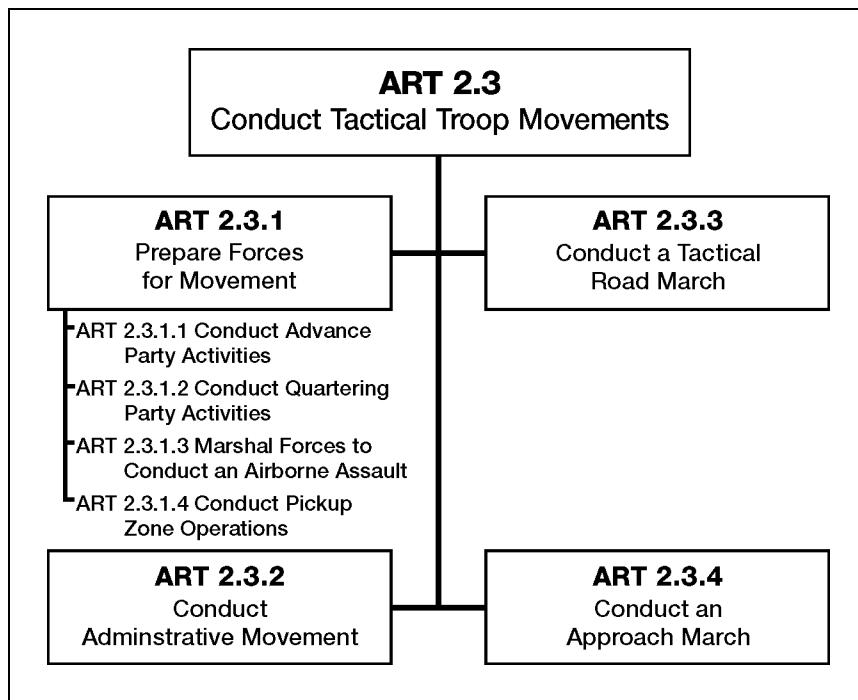 ART 2.3
Conduct Tactical Troop Movements
ART 2.3.1
Prepare Forces
for Movement
ART 2.3.1.1 Conduct Advance
Party Activities
ART 2.3.1.2 Conduct Quartering
Party Activities
ART 2.3.1.3 Marshal Forces to
Conduct an Airborne Assault
ART 2.3.1.4 Conduct Pickup
Zone Operations
ART 2.3.2
Conduct
Adminstrative Movement
ART 2.3.3
Conduct a Tactical
Road March
ART 2.3.4
Conduct an
Approach March